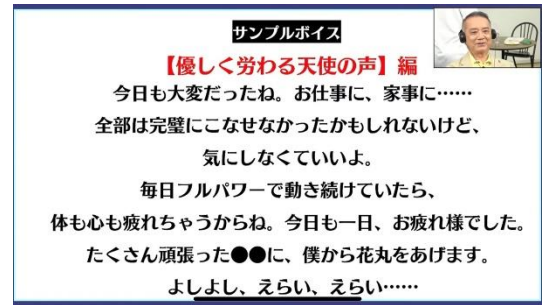 サンプルボイス
【優しく労わる天使の声】編
今日も大変だったね。お仕事に、家事に……
全部は完璧にこなせなかったかもしれないけど、
気にしなくていいよ。
毎日フルパワーで動き続けていたら、
体も心も疲れちゃうからね。今日も一日、お疲れ様でした。
たくさん頑張った●●に、僕から花丸をあげます。
よしよし、えらい、えらい……